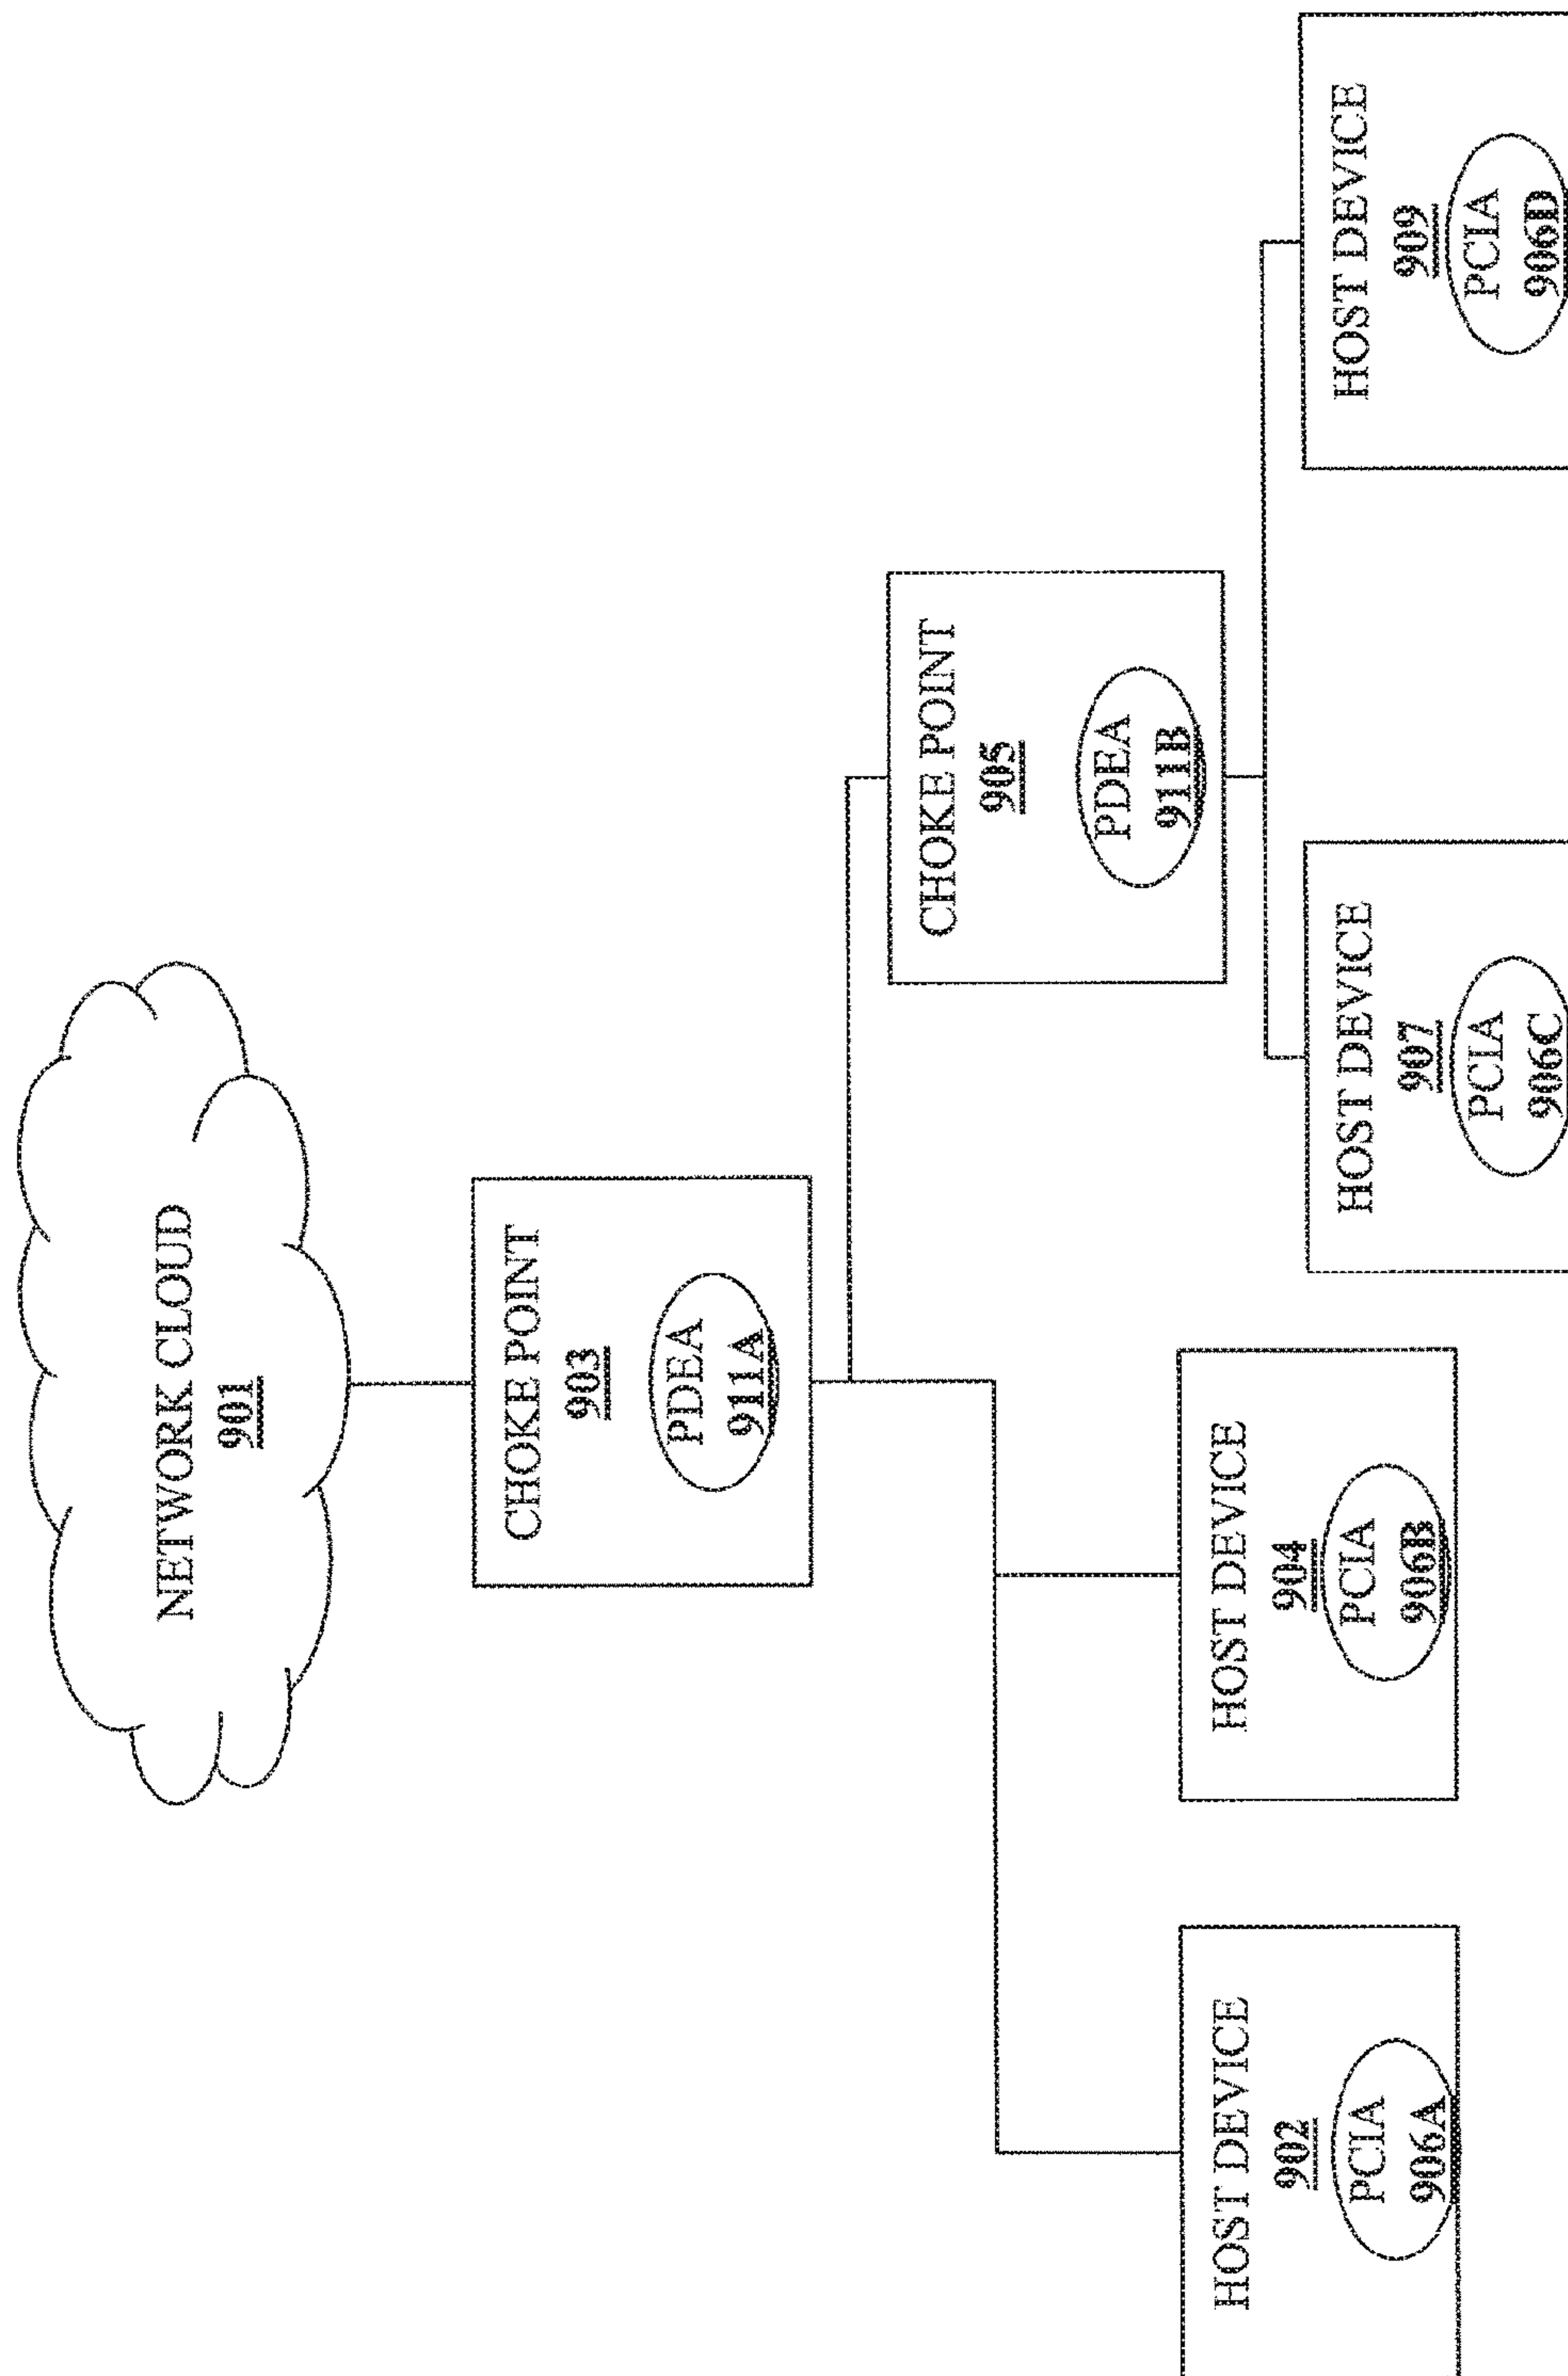 NETWORK CLOUD
901
CHOKE POINT
903
PDEA
911A
CHOKE POINT
905
PDEA
911B
HOST DEVICE
902
PCIA
906A
HOST DEVICE
904
PCIA
906B
HOST DEVICE
907
PCIA
906C
HOST DEVICE
909
PCIA
906D